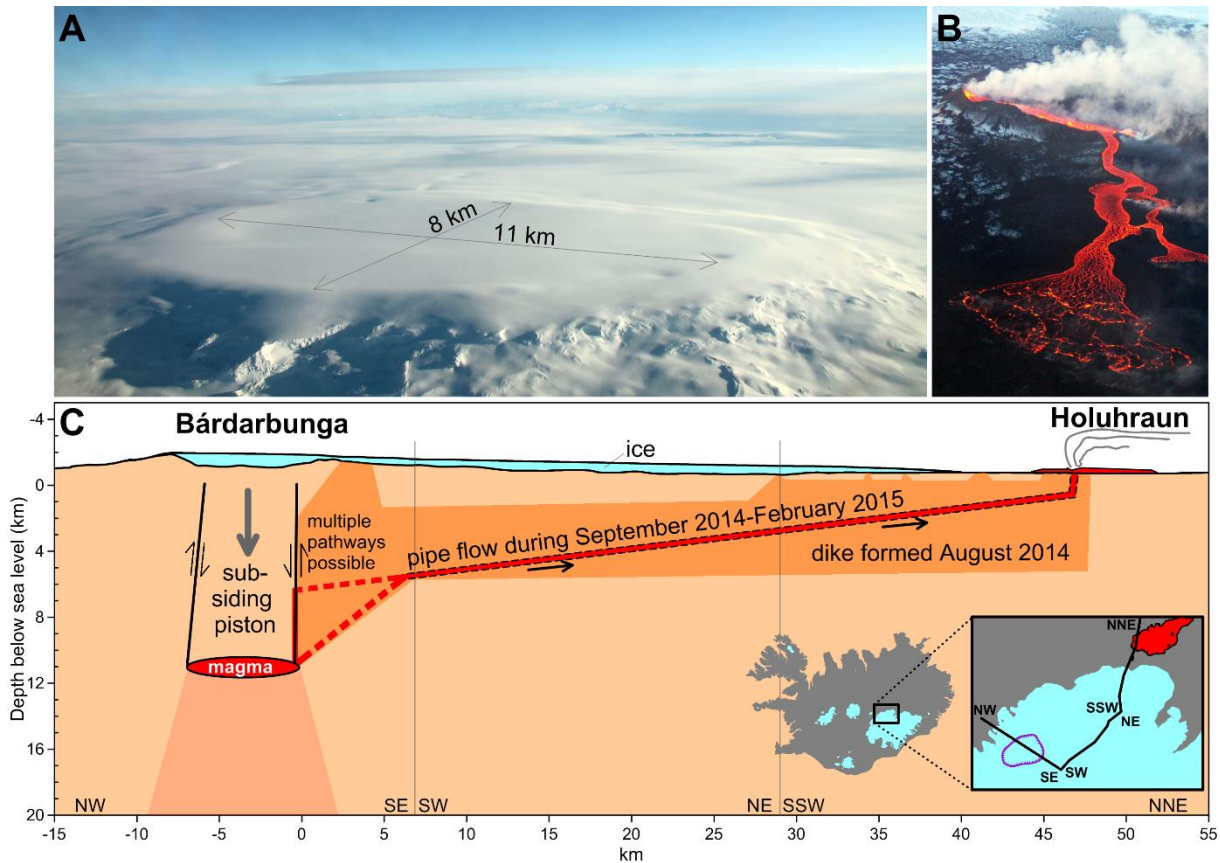 A
B
8 km
11 km
C
Bárdarbunga
Holuhraun
ice
Depth below sea level (km)
-4
0
4
8
12
16
20
sub-
siding
piston
magma
multiple
pathways
possible
pipe flow during September 2014-February 2015
dike formed August 2014
NW
SE
SW
NE
SSW
NNE
NNE
SSW
NE
NW
SE
SW
-15
-10
-5
0
5
10
15
20
25
30
35
40
45
50
55
km